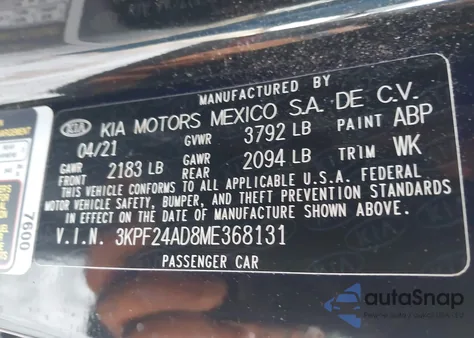 MANUFACTURED BY
KIA KIA MOTORS MEXICO S.A. DE C.V.
04/21 GVWR 3792 LB PAINT ABP
GAWR FRONT 2183 LB GAWR REAR 2094 LB TRIM WK
THIS VEHICLE CONFORMS TO ALL APPLICABLE U.S.A. FEDERAL
MOTOR VEHICLE SAFETY, BUMPER, AND THEFT PREVENTION STANDARDS
IN EFFECT ON THE DATE OF MANUFACTURE SHOWN ABOVE.
V.I.N. 3KPF24AD8ME368131
PASSENGER CAR
7600
autoSnap